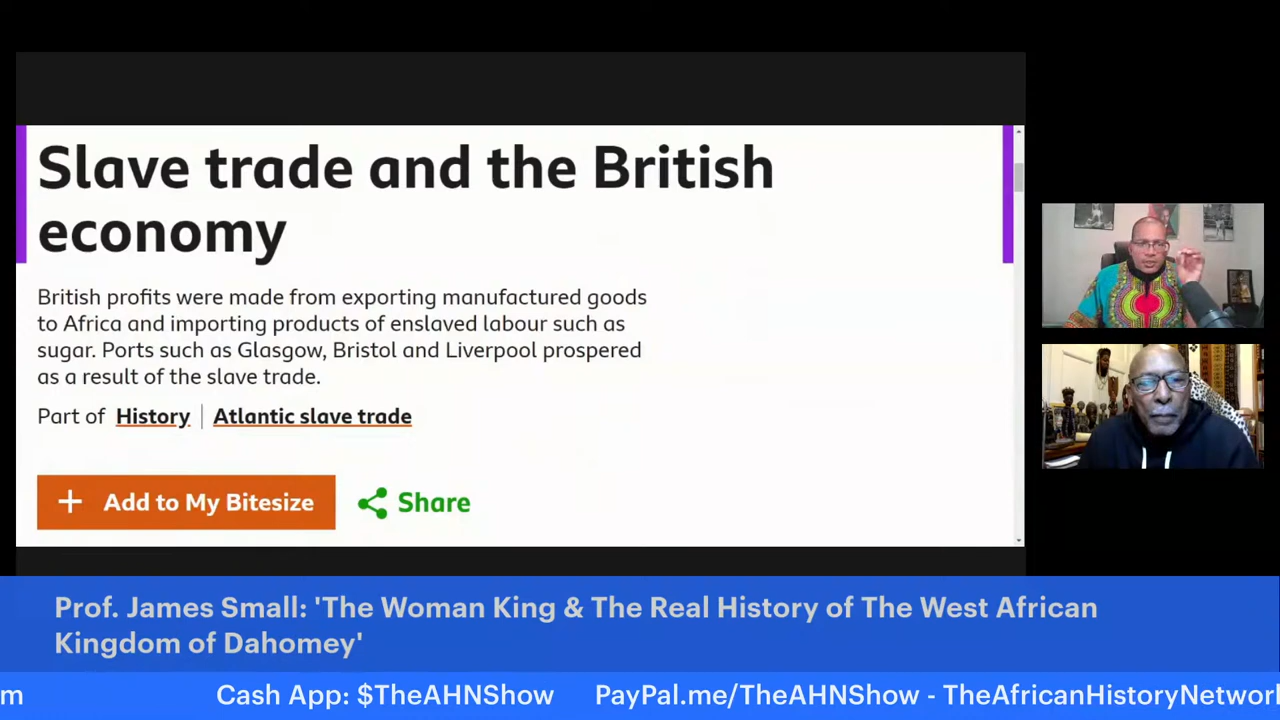 Slave trade and the British
economy
British profits were made from exporting manufactured goods
to Africa and importing products of enslaved labour such as
sugar. Ports such as Glasgow, Bristol and Liverpool prospered
as a result of the slave trade.
Part of History | Atlantic slave trade
+ Add to My Bitesize Share
Prof. James Small: 'The Woman King & The Real History of The West African
Kingdom of Dahomey'
m Cash App: $TheAHNShow PayPal.me/TheAHNShow - TheAfricanHistoryNetwork